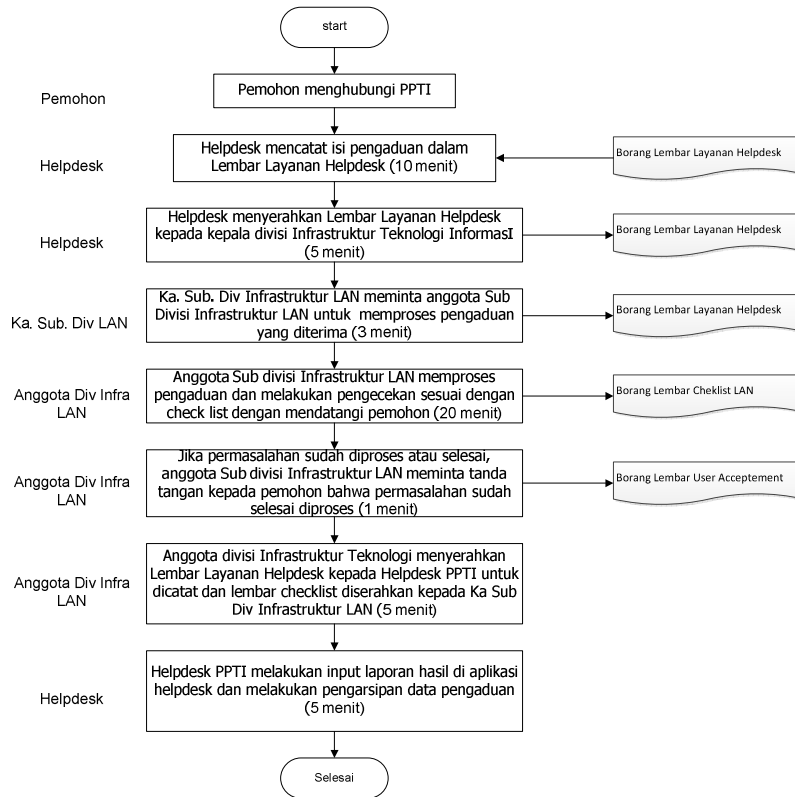 start
Pemohon
Pemohon menghubungi PPTI
Helpdesk
Helpdesk mencatat isi pengaduan dalam
Lembar Layanan Helpdesk (10 menit)
Borang Lembar Layanan Helpdesk
Helpdesk
Helpdesk menyerahkan Lembar Layanan Helpdesk
kepada kepala divisi Infrastruktur Teknologi InformasI
(5 menit)
Borang Lembar Layanan Helpdesk
Ka. Sub. Div LAN
Ka. Sub. Div Infrastruktur LAN meminta anggota Sub
Divisi Infrastruktur LAN untuk memproses pengaduan
yang diterima (3 menit)
Borang Lembar Layanan Helpdesk
Anggota Div Infra
LAN
Anggota Sub divisi Infrastruktur LAN memproses
pengaduan dan melakukan pengecekan sesuai dengan
check list dengan mendatangi pemohon (20 menit)
Borang Lembar Cheklist LAN
Anggota Div Infra
LAN
Jika permasalahan sudah diproses atau selesai,
anggota Sub divisi Infrastruktur LAN meminta tanda
tangan kepada pemohon bahwa permasalahan sudah
selesai diproses (1 menit)
Borang Lembar User Acceptement
Anggota Div Infra
LAN
Anggota divisi Infrastruktur Teknologi menyerahkan
Lembar Layanan Helpdesk kepada Helpdesk PPTI untuk
dicatat dan lembar checklist diserahkan kepada Ka Sub
Div Infrastruktur LAN (5 menit)
Helpdesk
Helpdesk PPTI melakukan input laporan hasil di aplikasi
helpdesk dan melakukan pengarsipan data pengaduan
(5 menit)
Selesai